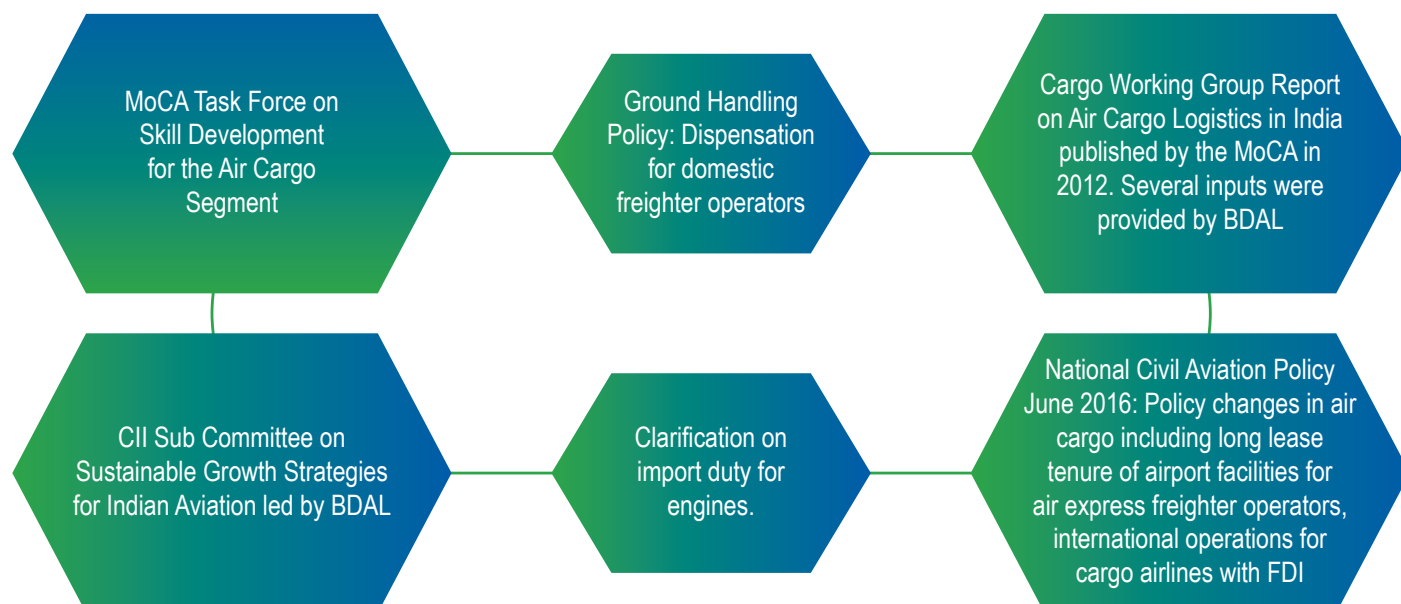 MoCA Task Force on
Skill Development
for the Air Cargo
Segment
Ground Handling
Policy: Dispensation
for domestic
freighter operators
Cargo Working Group Report
on Air Cargo Logistics in India
published by the MoCA in
2012. Several inputs were
provided by BDAL
CII Sub Committee on
Sustainable Growth Strategies
for Indian Aviation led by BDAL
Clarification on
import duty for
engines.
National Civil Aviation Policy
June 2016: Policy changes in air
cargo including long lease
tenure of airport facilities for
air express freighter operators,
international operations for
cargo airlines with FDI